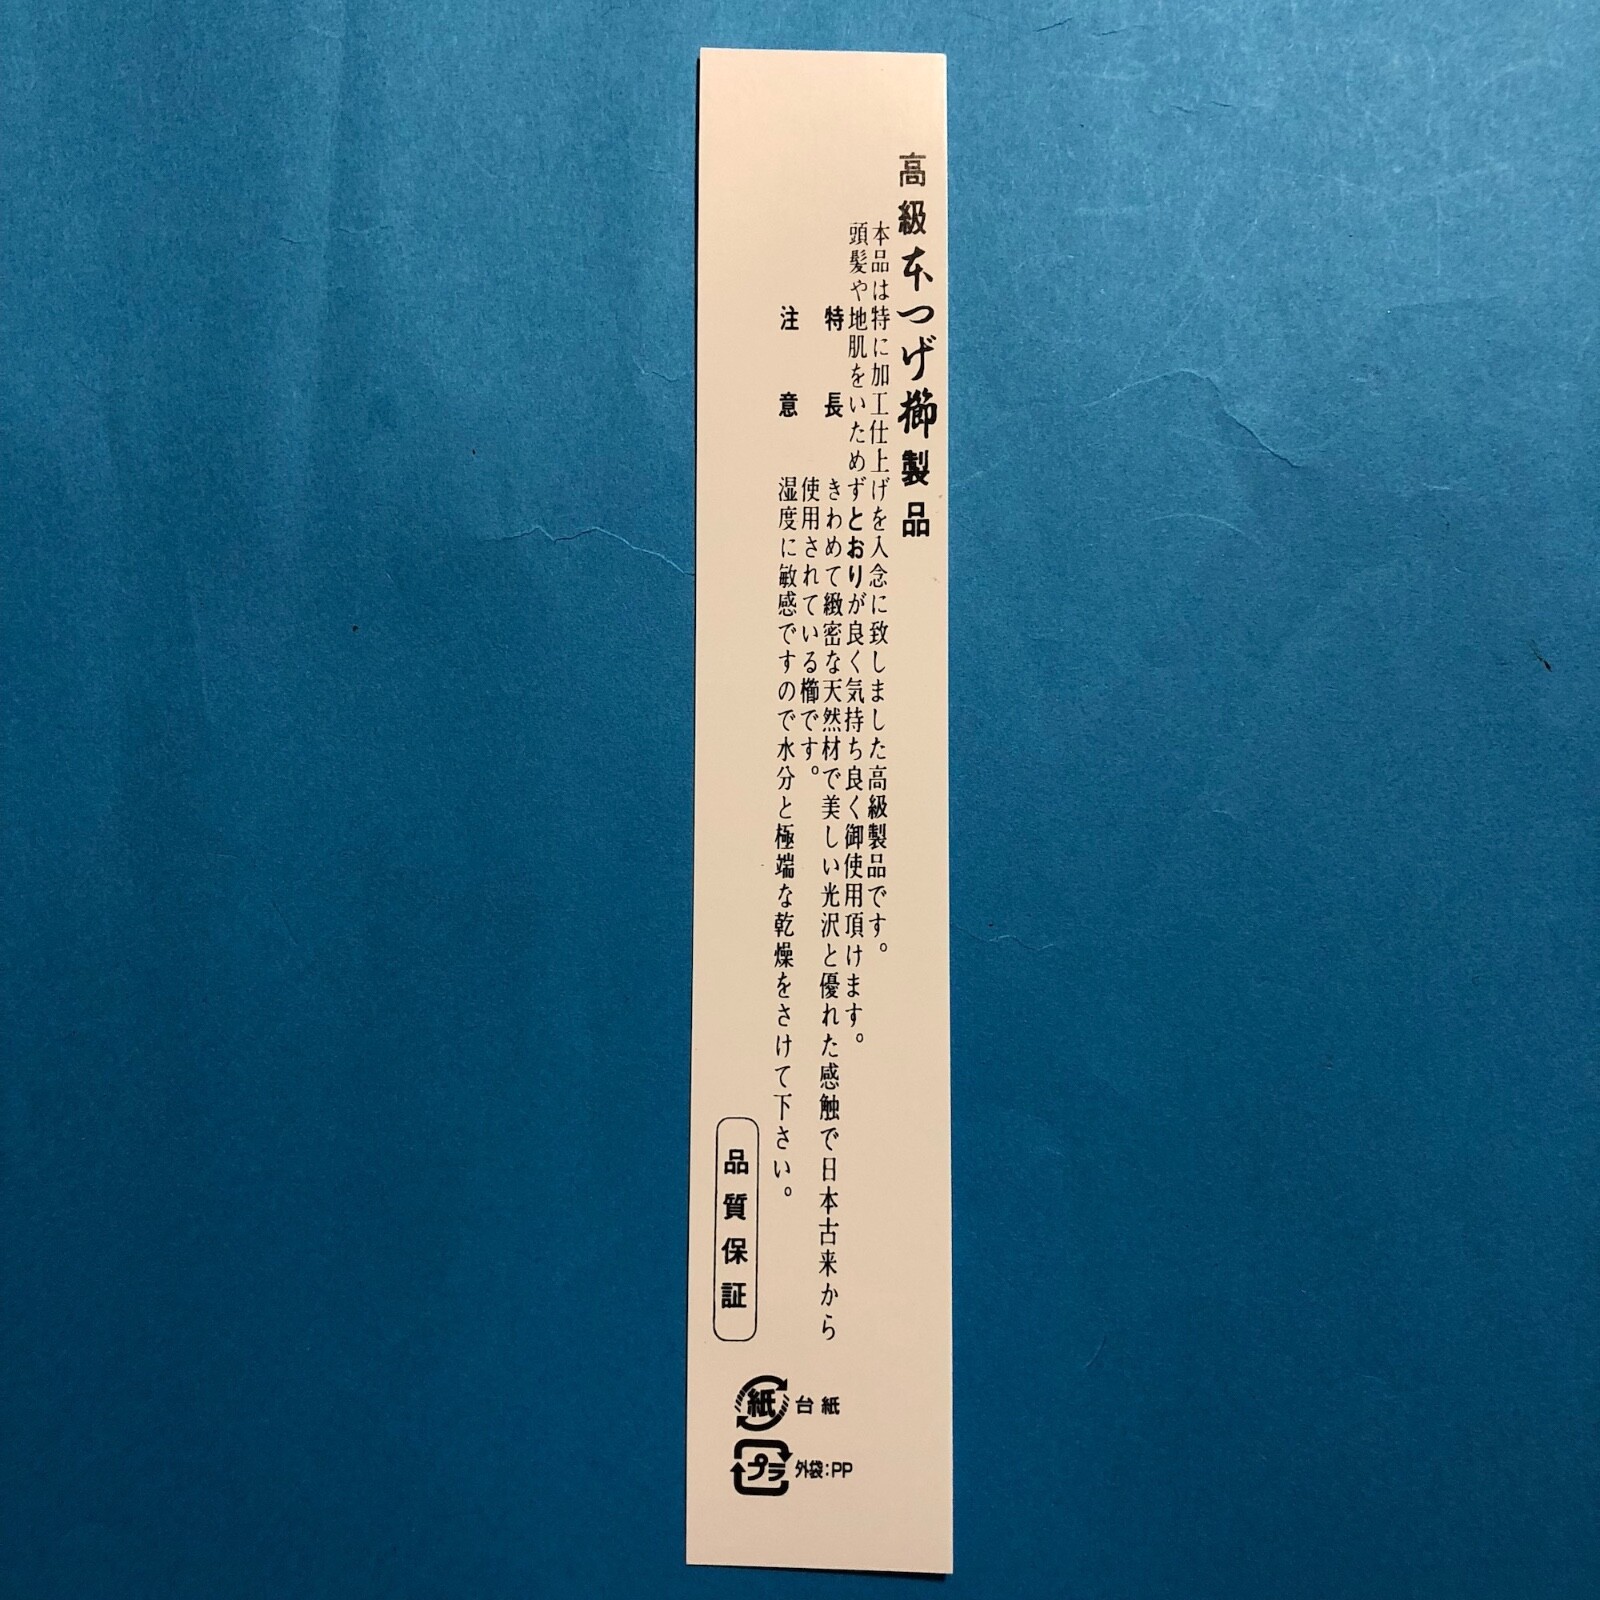 高級本つげ櫛製品
本品は特に加工仕上げを入念に致しました高級製品です。
頭髪や地肌をいためずとおりが良く気持ち良く御使用頂けます。
特長 きわめて緻密な天然材で美しい光沢と優れた感触で日本古来から
使用されている櫛です。
注意 湿度に敏感ですので水分と極端な乾燥をさけて下さい。
品質保証
紙 台紙
プラ 外袋:PP